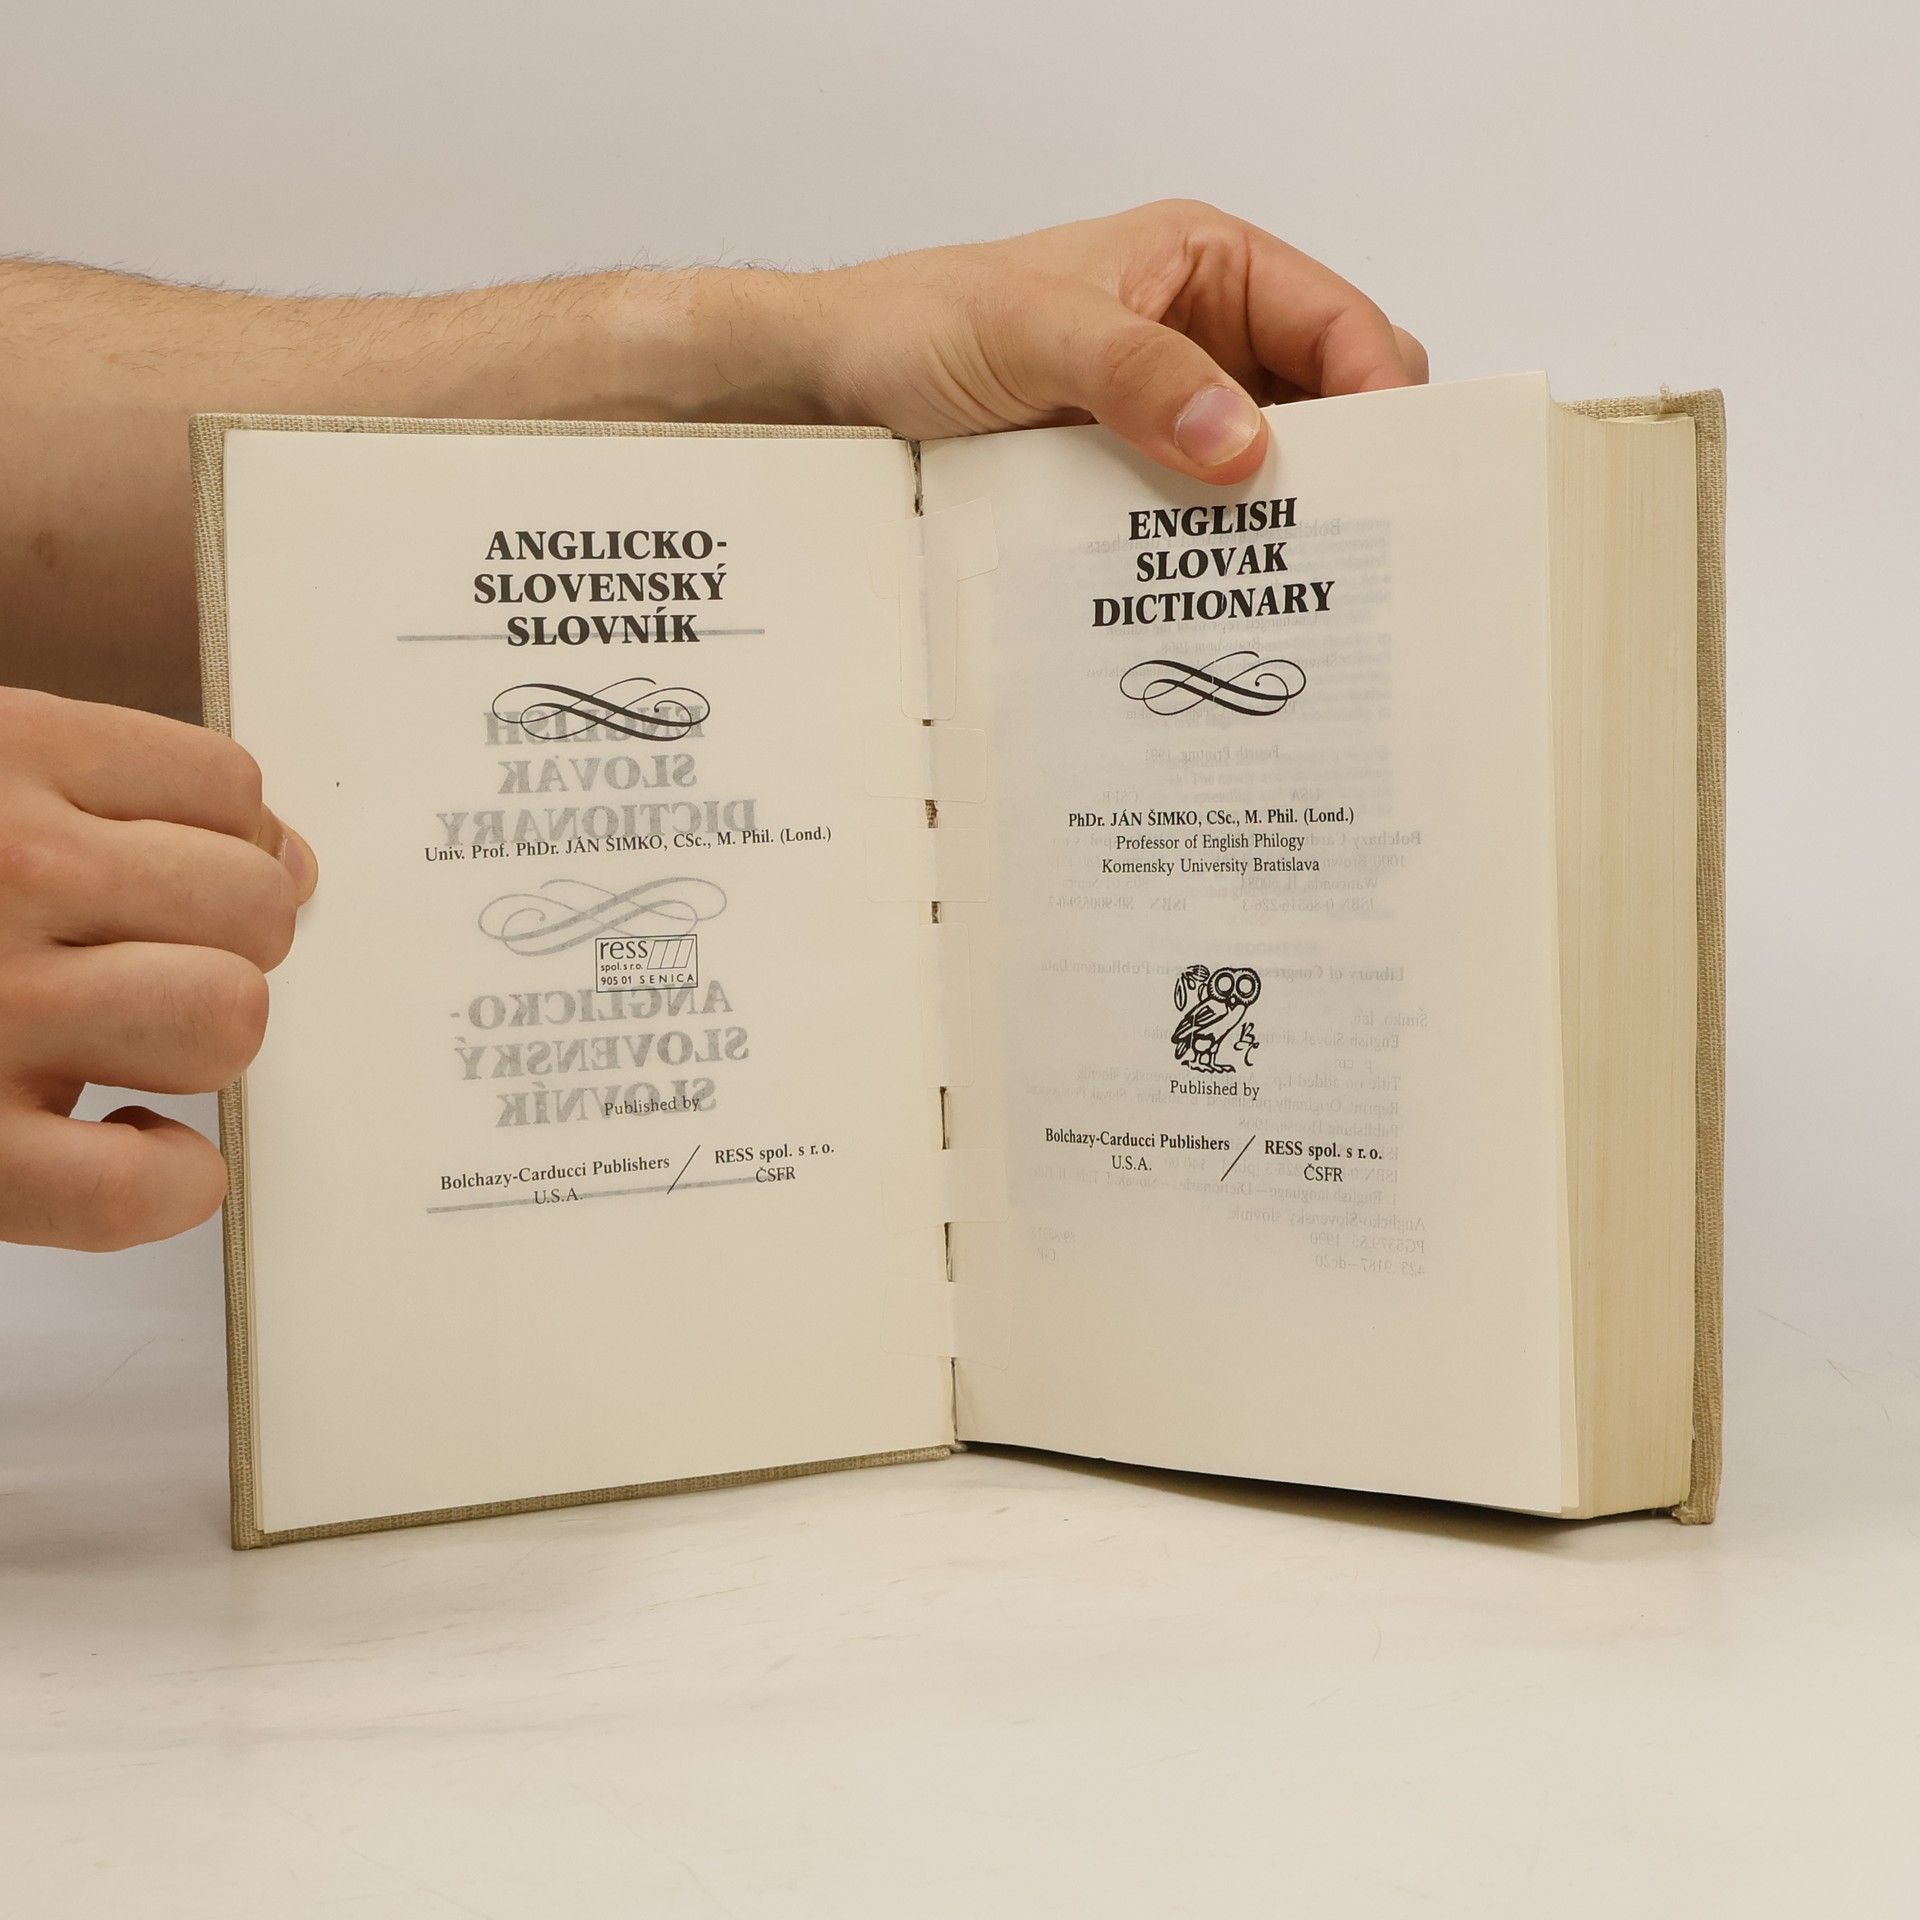 ANGLICKO-
SLOVENSKÝ
SLOVNÍK
Univ. Prof. PhDr. JÁN ŠIMKO, CSc., M. Phil. (Lond.)
ress
spol. s r.o.
905 01 SENICA
Published by
Bolchazy-Carducci Publishers / RESS spol. s r. o.
U.S.A. ČSFR
ENGLISH
SLOVAK
DICTIONARY
PhDr. JÁN ŠIMKO, CSc., M. Phil. (Lond.)
Professor of English Philogy
Komensky University Bratislava
Published by
Bolchazy-Carducci Publishers / RESS spol. s r. o.
U.S.A. ČSFR